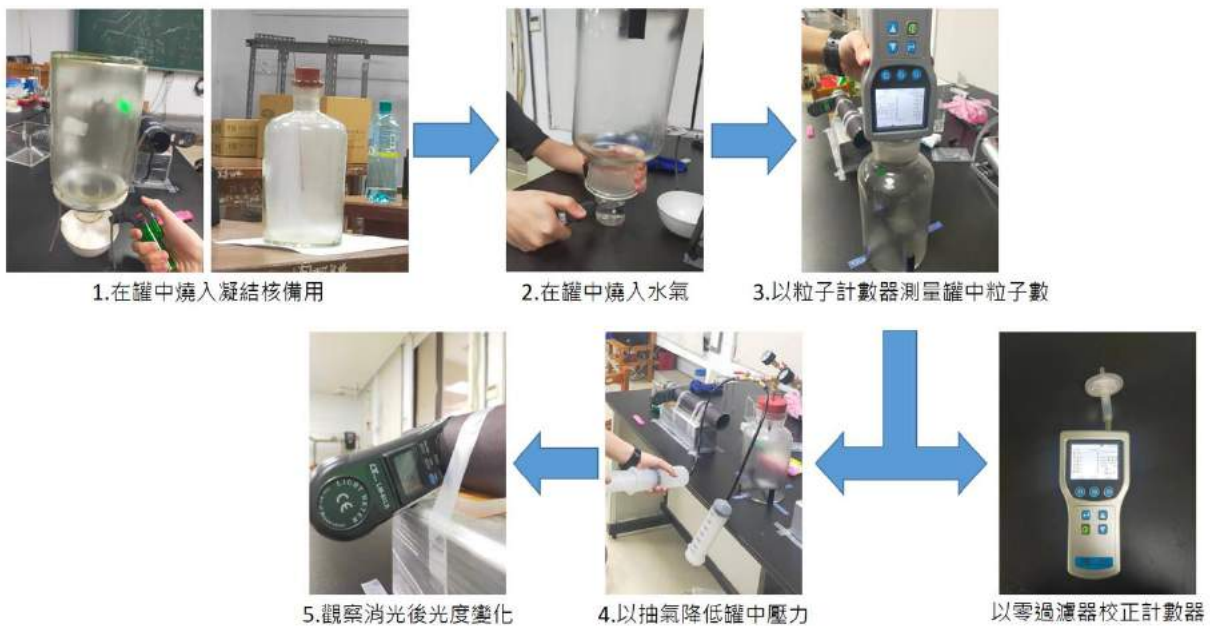 1.在罐中燒入凝結核備用
2.在罐中燒入水氣
3.以粒子計數器測量罐中粒子數
5.觀察消光後光度變化
4.以抽氣降低罐中壓力
以零過濾器校正計數器
LIGHT METER
CE